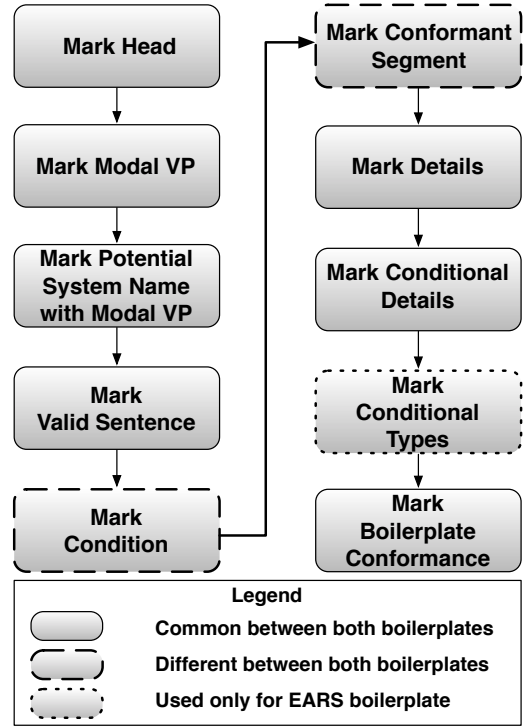 Mark Head
Mark Modal VP
Mark Potential
System Name
with Modal VP
Mark
Valid Sentence
Mark
Condition
Mark Conformant
Segment
Mark Details
Mark Conditional
Details
Mark
Conditional
Types
Mark
Boilerplate
Conformance
Legend
Common between both boilerplates
Different between both boilerplates
Used only for EARS boilerplate